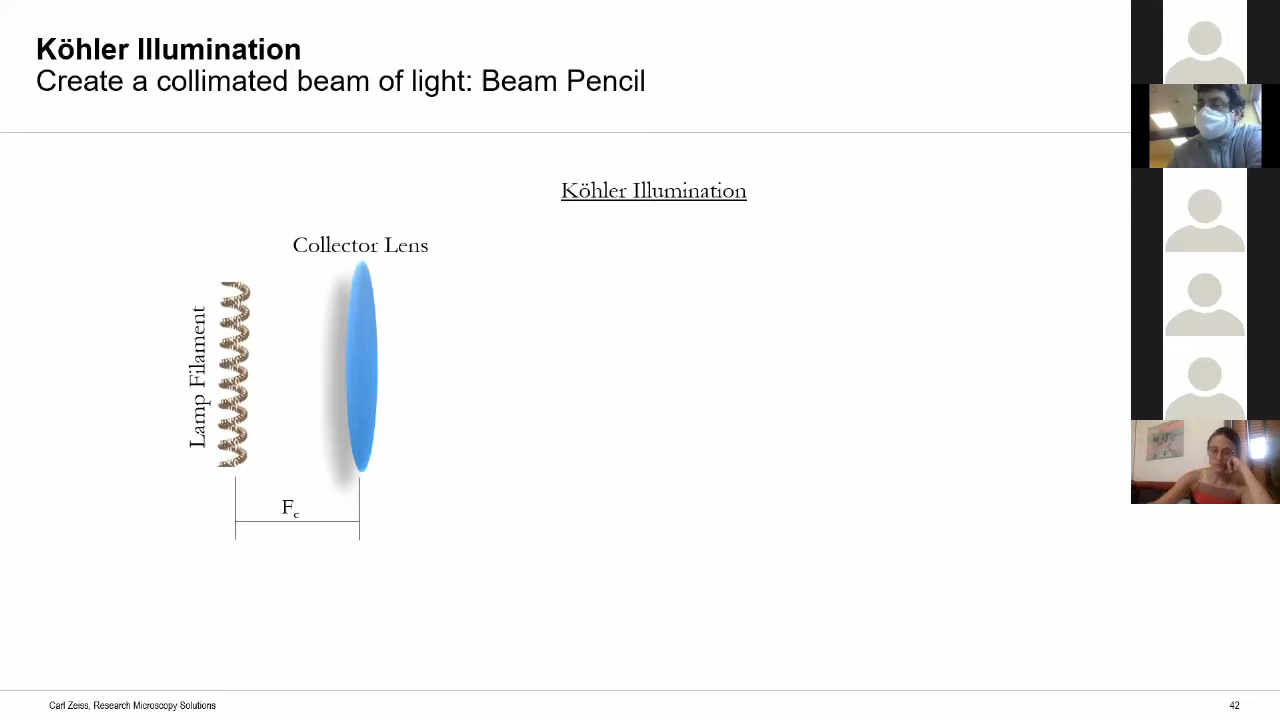 Köhler Illumination
Create a collimated beam of light: Beam Pencil
Köhler Illumination
Collector Lens
Lamp Filament
Fc
Carl Zeiss, Research Microscopy Solutions
42